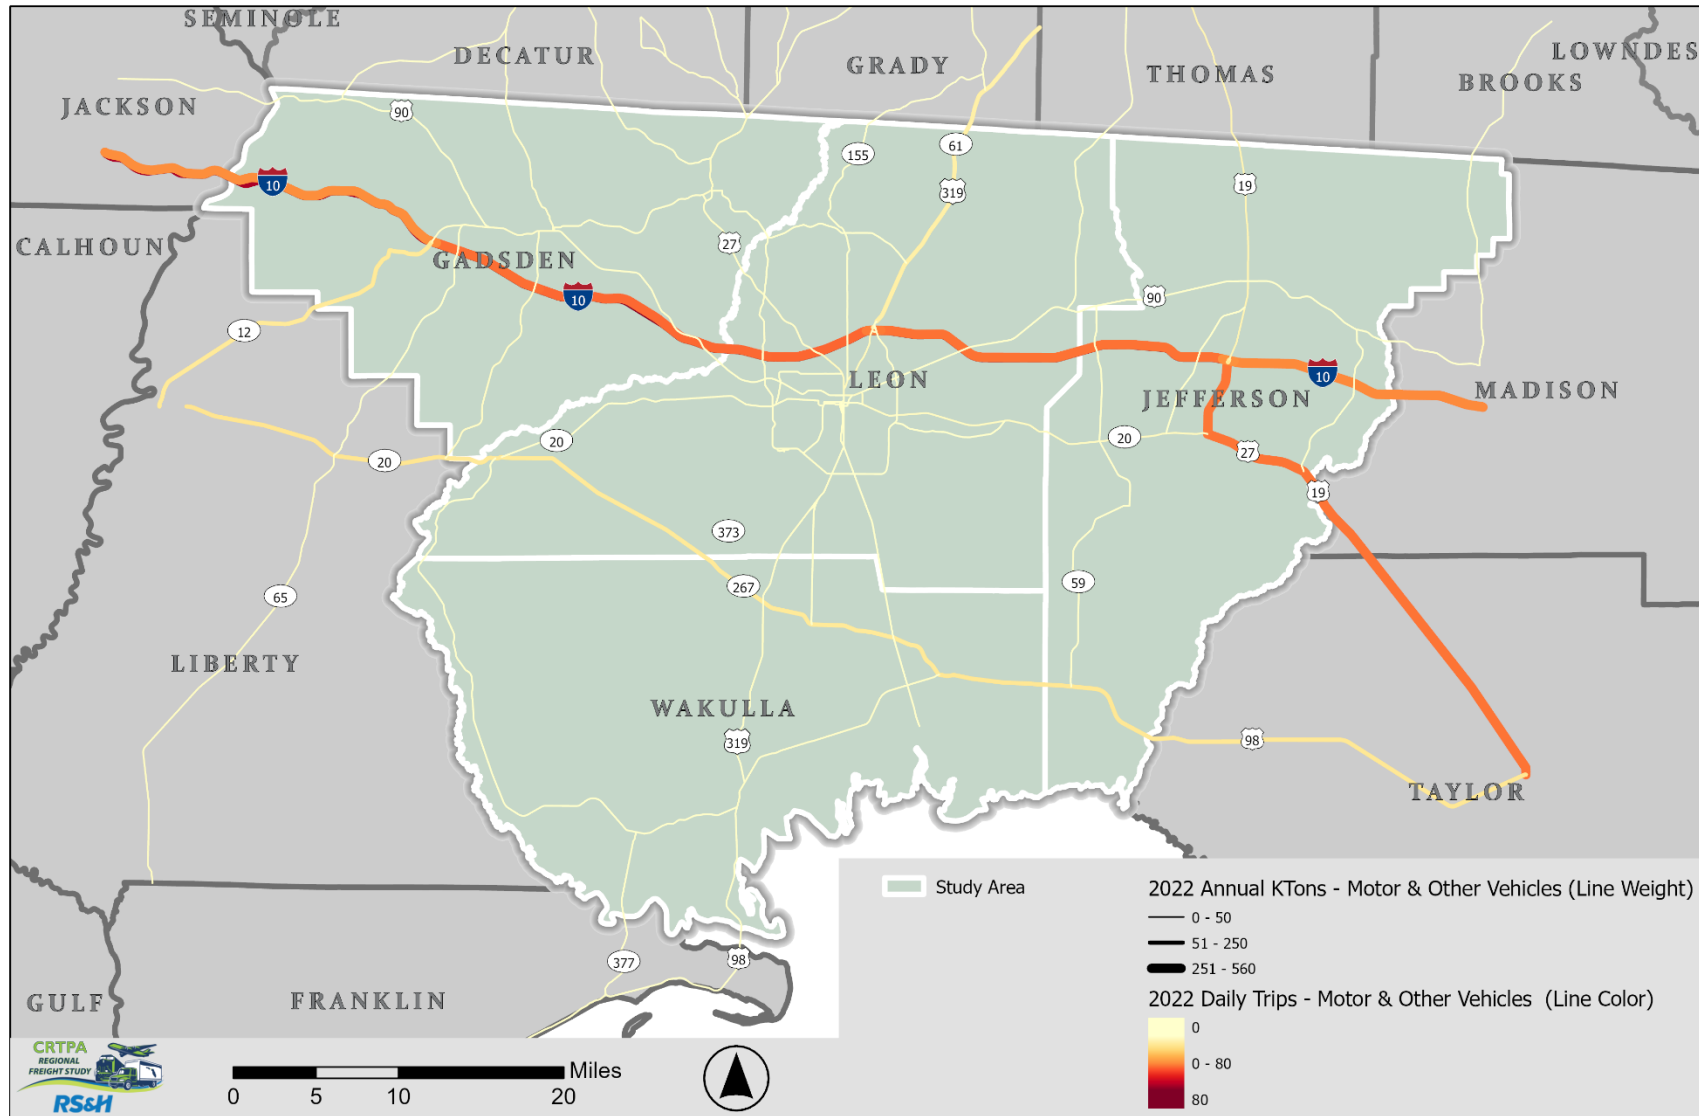 SEMINOLE
DECATUR
GRADY
THOMAS
LOWNDES
BROOKS
JACKSON
90
155
61
10
319
19
CALHOUN
27
GADSDEN
10
90
12
LEON
10
JEFFERSON
MADISON
20
20
20
27
19
373
267
59
65
LIBERTY
WAKULLA
319
98
TAYLOR
377
98
GULF
FRANKLIN
Study Area
2022 Annual KTons - Motor & Other Vehicles (Line Weight)
0 - 50
51 - 250
251 - 560
2022 Daily Trips - Motor & Other Vehicles (Line Color)
0
0 - 80
80
CRTPA
REGIONAL
FREIGHT STUDY
RS&H
Miles
0 5 10 20